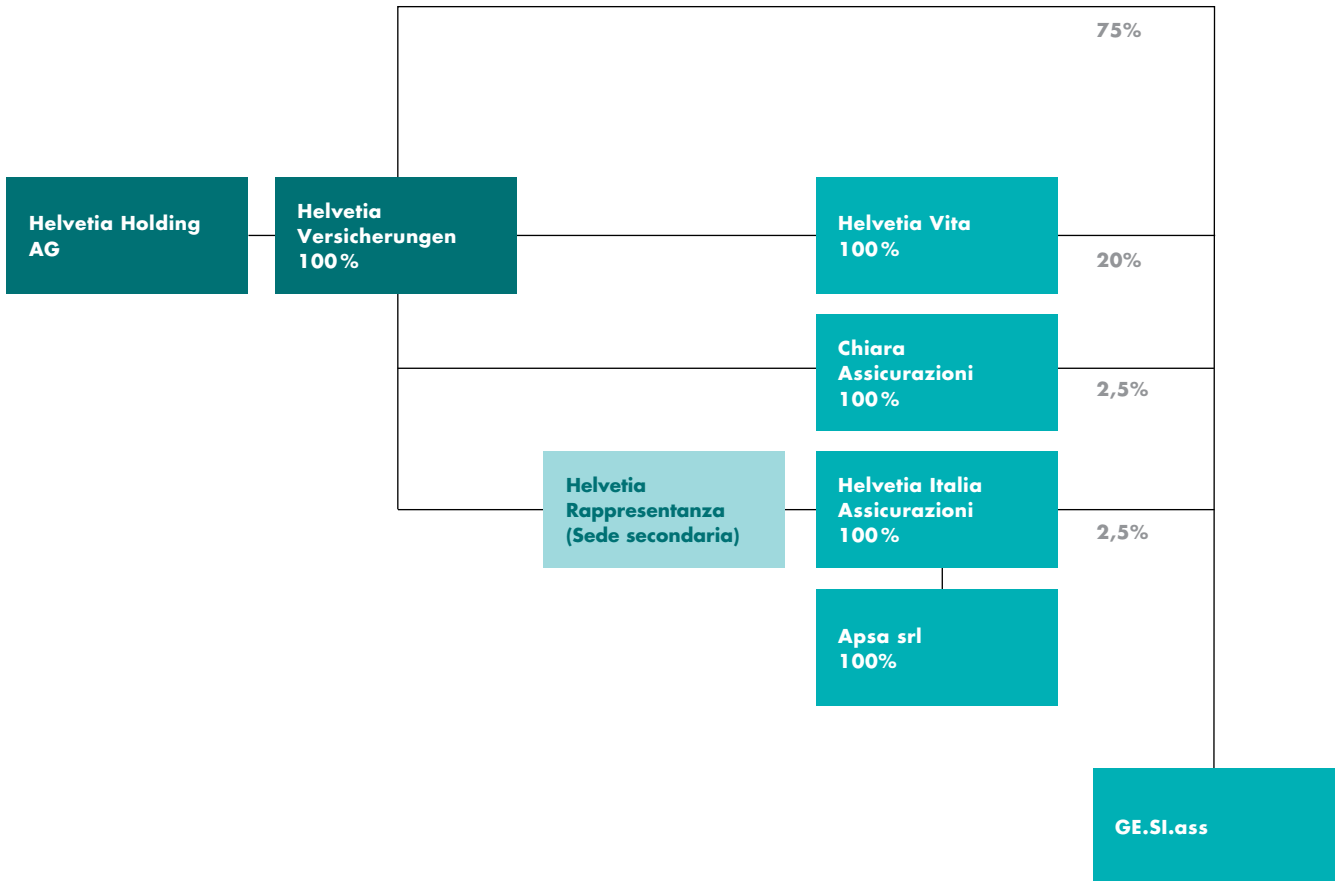 75%
Helvetia Holding
AG
Helvetia
Versicherungen
100%
Helvetia Vita
100%
20%
Chiara
Assicurazioni
100%
2,5%
Helvetia
Rappresentanza
(Sede secondaria)
Helvetia Italia
Assicurazioni
100%
2,5%
Apsa srl
100%
GE.SI.ass